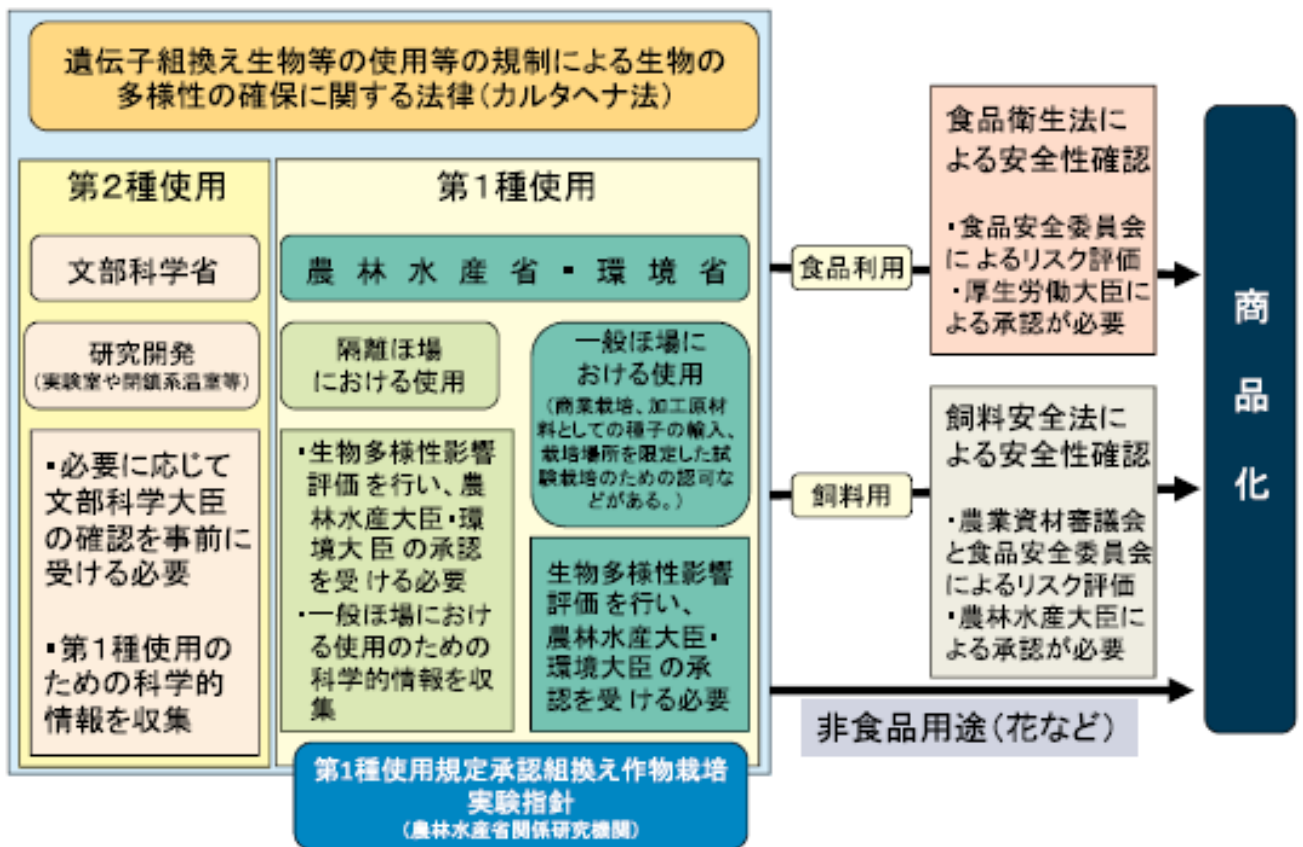 遺伝子組換え生物等の使用等の規制による生物の
多様性の確保に関する法律（カルタヘナ法）
第２種使用
文部科学省
研究開発
（実験室や閉鎖系温室等）
・必要に応じて
文部科学大臣
の確認を事前に
受ける必要
・第１種使用の
ための科学的
情報を収集
第１種使用
農林水産省・環境省
隔離ほ場
における使用
・生物多様性影響
評価を行い、農
林水産大臣・環
境大臣の承認
を受ける必要
・一般ほ場におけ
る使用のための
科学的情報を収
集
一般ほ場に
おける使用
（商業栽培、加工原材
料としての種子の輸入、
栽培場所を限定した試
験栽培のための認可な
どがある。）
生物多様性影響
評価を行い、
農林水産大臣・
環境大臣の承
認を受ける必要
第1種使用規定承認組換え作物栽培
実験指針
（農林水産省関係研究機関）
食品利用
食品衛生法に
よる安全性確認
・食品安全委員会
によるリスク評価
・厚生労働大臣に
よる承認が必要
飼料用
飼料安全法に
よる安全性確認
・農業資材審議会
と食品安全委員会
によるリスク評価
・農林水産大臣に
よる承認が必要
非食品用途（花など）
商品化